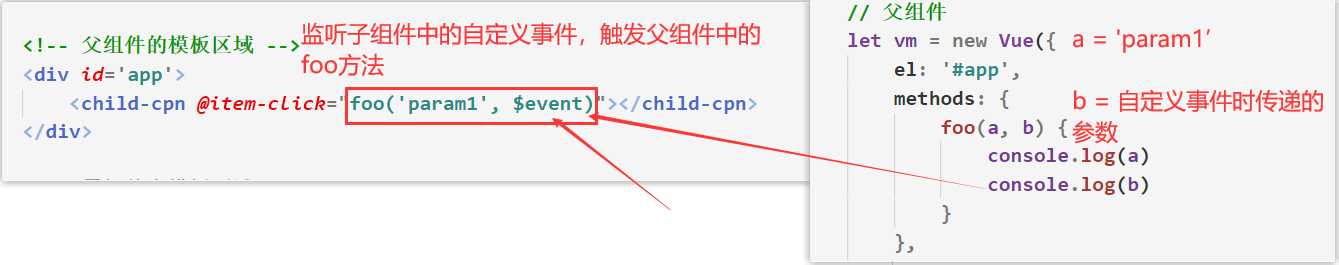 <!-- 父组件的模板区域 -->
监听子组件中的自定义事件，触发父组件中的
foo方法
<div id='app'>
<child-cpn @item-click="foo('param1', $event)"></child-cpn>
</div>
// 父组件
let vm = new Vue({
a = 'param1'
el: '#app',
methods: {
b = 自定义事件时传递的
参数
foo(a, b) {
console.log(a)
console.log(b)
}
},